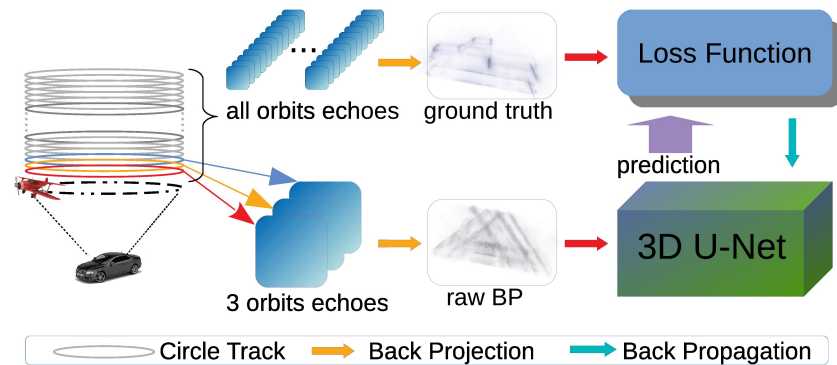 ...
Loss Function
all orbits echoes
ground truth
prediction
3D U-Net
3 orbits echoes
raw BP
Circle Track
Back Projection
Back Propagation